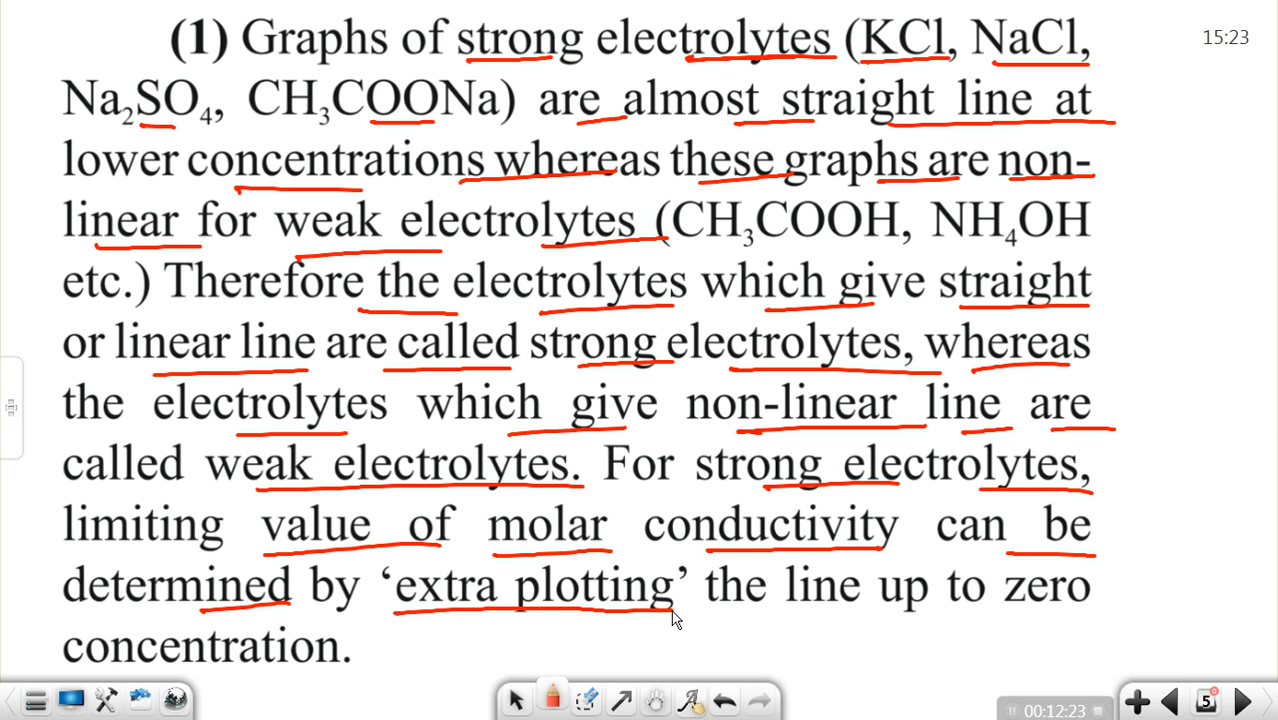 (1) Graphs of strong electrolytes (KCl, NaCl,
15:23
Na₂SO₄, CH₃COONa) are almost straight line at
lower concentrations whereas these graphs are non-
linear for weak electrolytes (CH₃COOH, NH₄OH
etc.) Therefore the electrolytes which give straight
or linear line are called strong electrolytes, whereas
the electrolytes which give non-linear line are
called weak electrolytes. For strong electrolytes,
limiting value of molar conductivity can be
determined by ‘extra plotting’ the line up to zero
concentration.
5
00:12:23